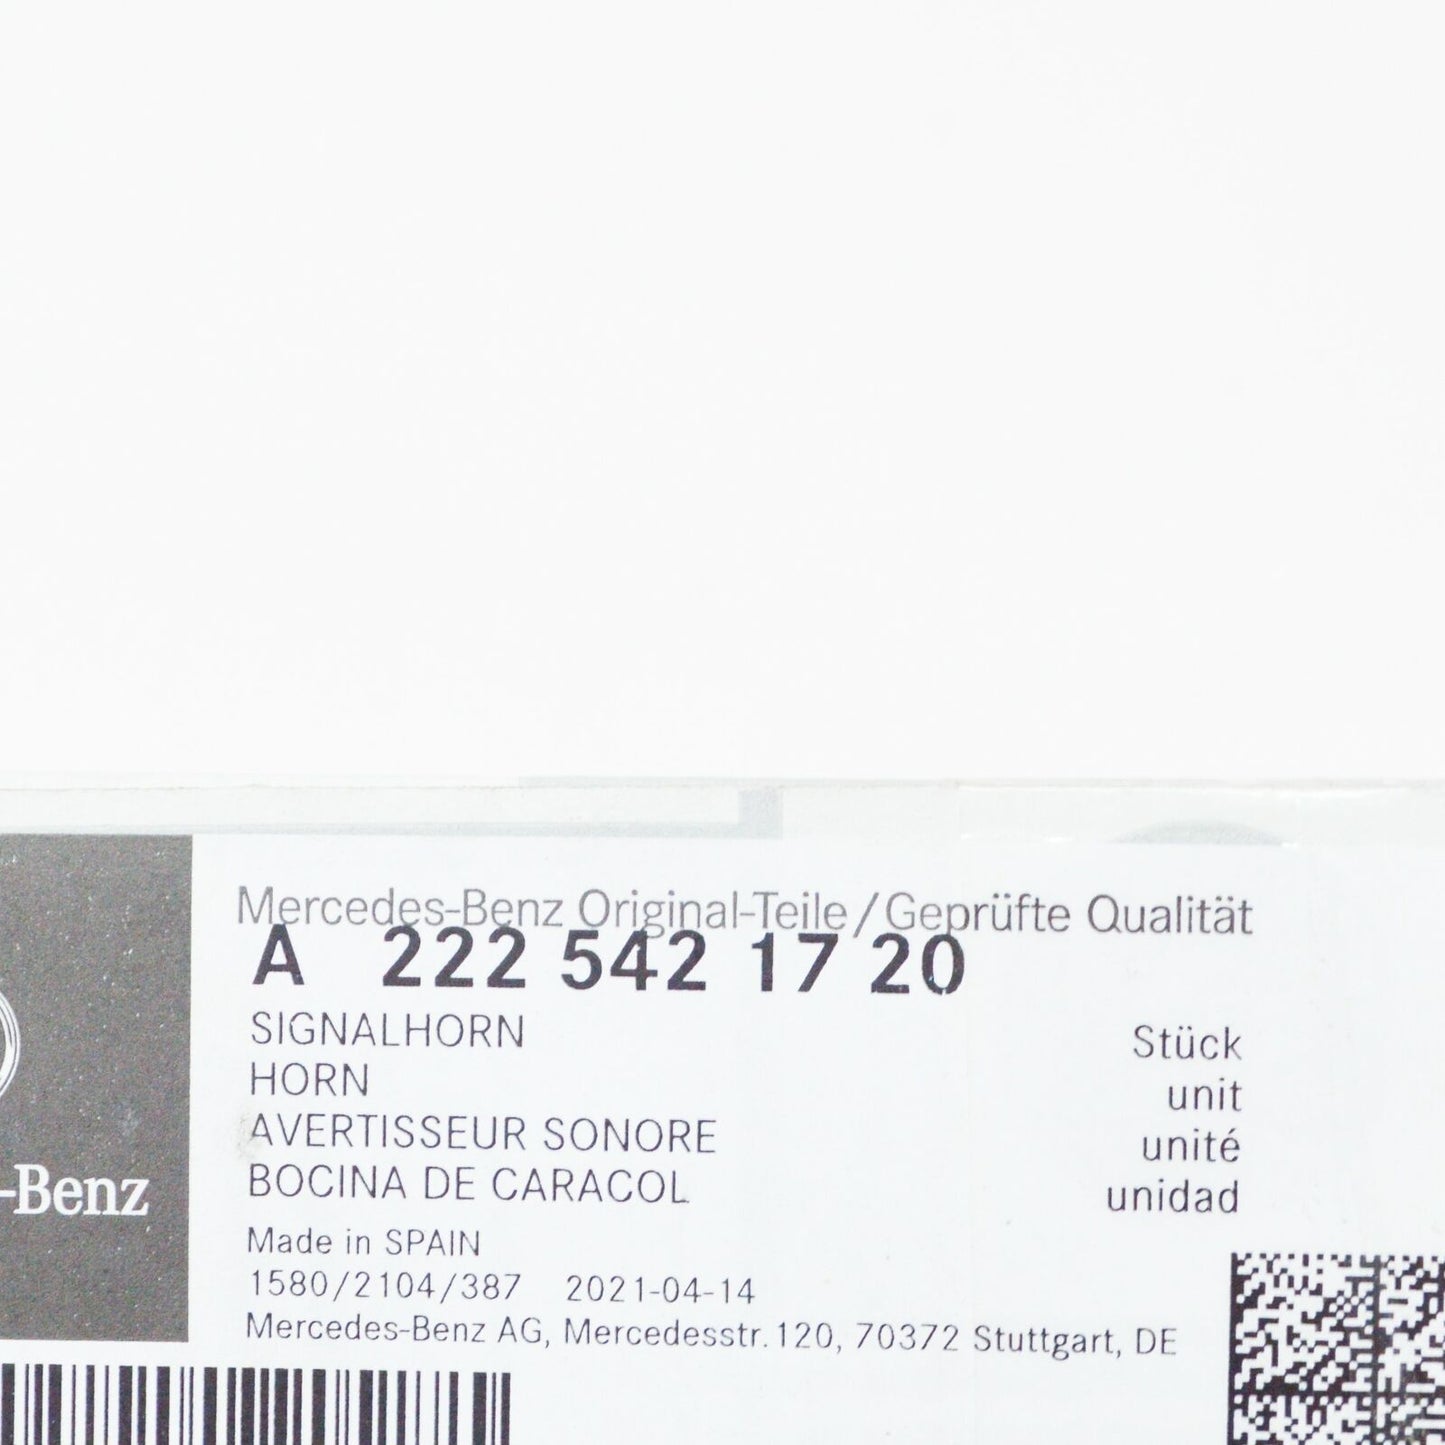 Mercedes-Benz Original-Teile/Geprüfte Qualität
A 222 542 17 20
SIGNALHORN
HORN
AVERTISSEUR SONORE
BOCINA DE CARACOL
Stück
unit
unité
unidad
-Benz
Made in SPAIN
1580/2104/387 2021-04-14
Mercedes-Benz AG, Mercedesstr. 120, 70372 Stuttgart, DE